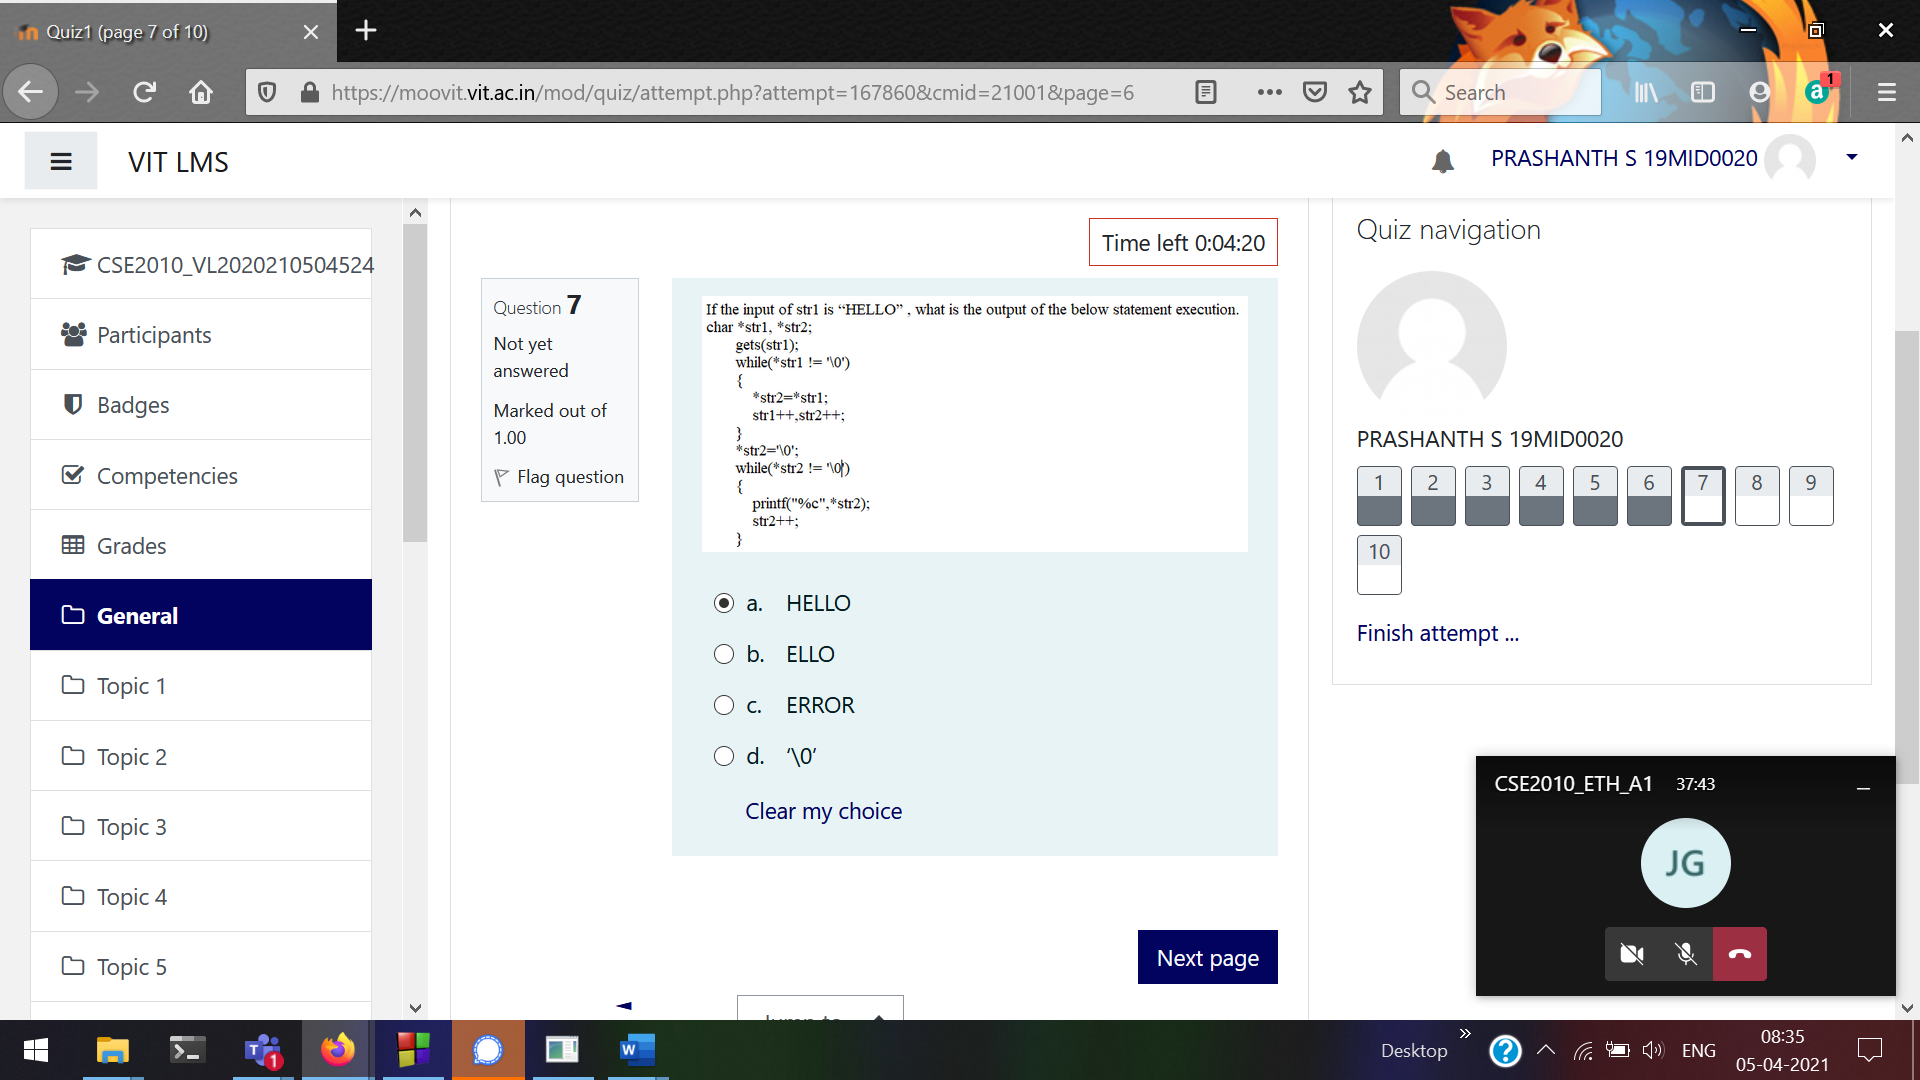 Quiz1 (page 7 of 10)
https://moovit.vit.ac.in/mod/quiz/attempt.php?attempt=167860&cmid=21001&page=6
Search
a
1
VIT LMS
PRASHANTH S 19MID0020
CSE2010_VL2020210504524
Participants
Badges
Competencies
Grades
General
Topic 1
Topic 2
Topic 3
Topic 4
Topic 5
Time left 0:04:20
Question 7
Not yet
answered
Marked out of
1.00
Flag question
If the input of str1 is “HELLO” , what is the output of the below statement execution.
char *str1, *str2;
gets(str1);
while(*str1 != '\0')
{
*str2=*str1;
str1++,str2++;
}
*str2='\0';
while(*str2 != '\0')
{
printf("%c",*str2);
str2++;
}
a. HELLO
b. ELLO
c. ERROR
d. ‘\0’
Clear my choice
Next page
Quiz navigation
PRASHANTH S 19MID0020
1 2 3 4 5 6 7 8 9
10
Finish attempt ...
CSE2010_ETH_A1 37:43
JG
T 1
W
Desktop
ENG
08:35
05-04-2021